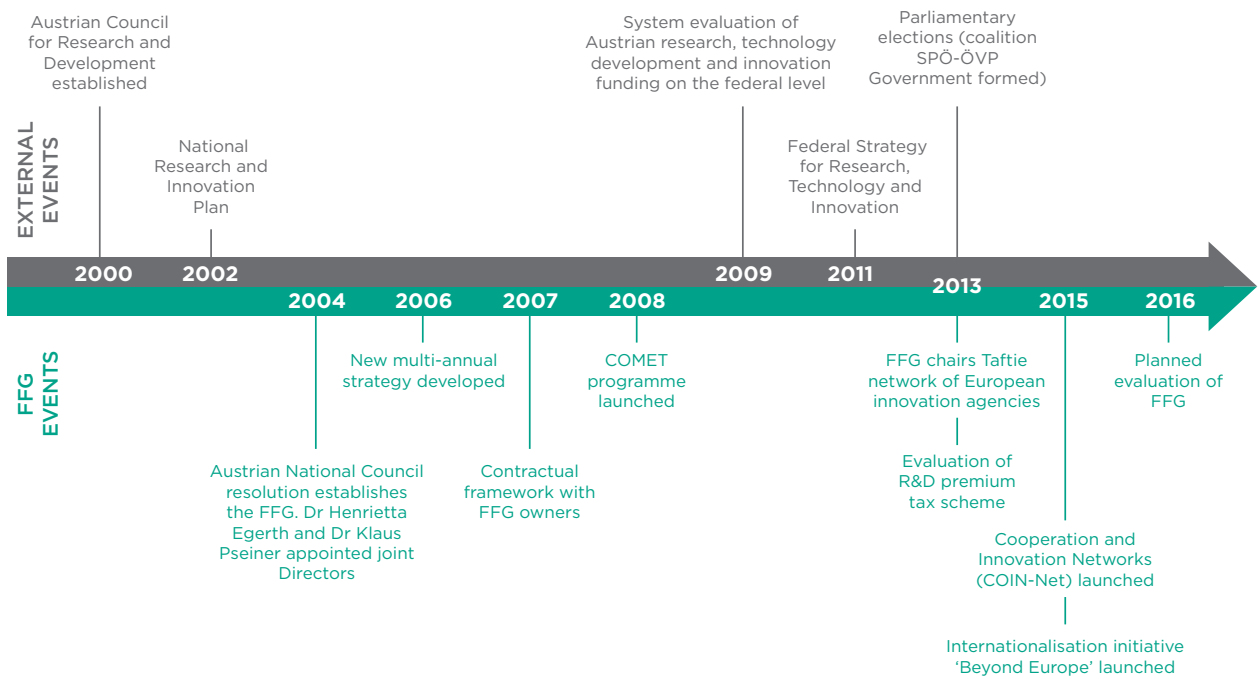 Austrian Council
for Research and
Development
established
National
Research and
Innovation
Plan
System evaluation of
Austrian research, technology
development and innovation
funding on the federal level
Federal Strategy
for Research,
Technology and
Innovation
Parliamentary
elections (coalition
SPÖ-ÖVP
Government formed)
EXTERNAL
EVENTS
2000
2002
2009
2011
2013
2004
2006
2007
2008
2015
2016
FFG
EVENTS
Austrian National Council
resolution establishes
the FFG. Dr Henrietta
Egerth and Dr Klaus
Pseiner appointed joint
Directors
New multi-annual
strategy developed
Contractual
framework with
FFG owners
COMET
programme
launched
FFG chairs Taftie
network of European
innovation agencies
Evaluation of
R&D premium
tax scheme
Cooperation and
Innovation Networks
(COIN-Net) launched
Internationalisation initiative
‘Beyond Europe’ launched
Planned
evaluation of
FFG